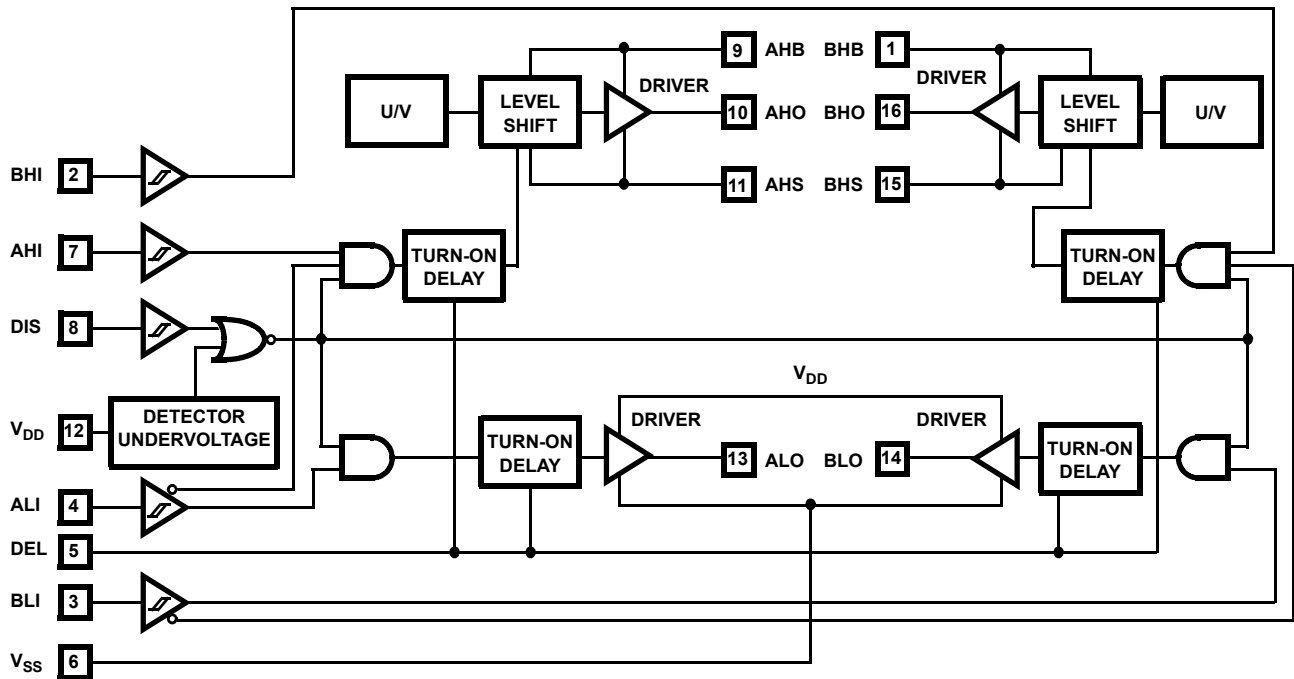 9 AHB BHB 1
DRIVER
DRIVER
U/V
LEVEL
SHIFT
10 AHO BHO 16
LEVEL
SHIFT
U/V
BHI 2
11 AHS BHS 15
AHI 7
TURN-ON
DELAY
TURN-ON
DELAY
DIS 8
VDD
VDD 12
DETECTOR
UNDERVOLTAGE
DRIVER
DRIVER
TURN-ON
DELAY
13 ALO BLO 14
TURN-ON
DELAY
ALI 4
DEL 5
BLI 3
VSS 6